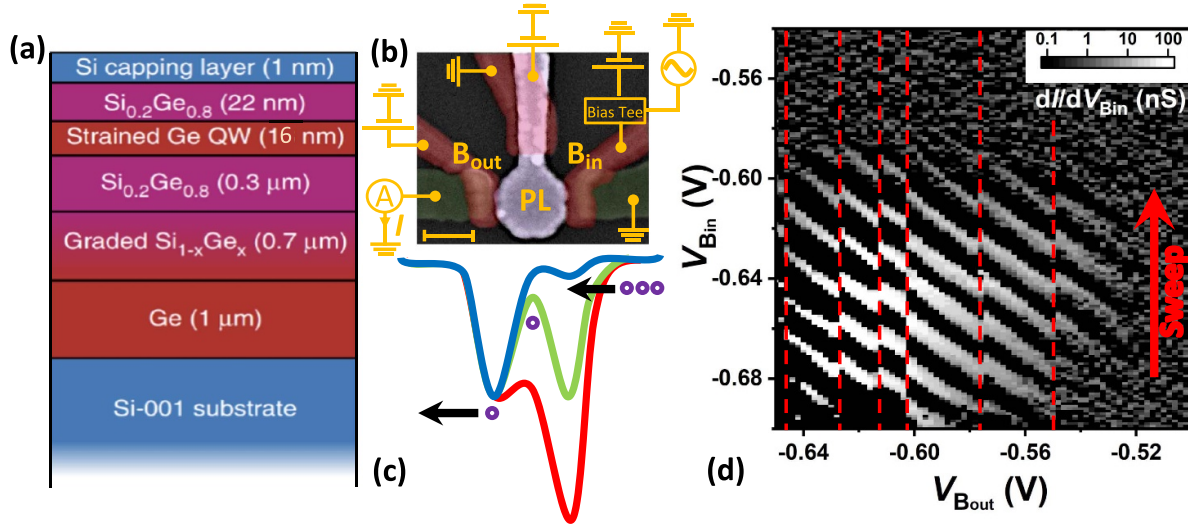 (a)
Si capping layer (1 nm)
Si0.2Ge0.8 (22 nm)
Strained Ge QW (16 nm)
Si0.2Ge0.8 (0.3 μm)
Graded Si1-xGex (0.7 μm)
Ge (1 μm)
Si-001 substrate
(b)
Bias Tee
Bout
Bin
PL
A
I
(c)
(d)
0.1 1 10 100
dI/dVBin (nS)
VBin (V)
-0.56
-0.60
-0.64
-0.68
Sweep
-0.64 -0.60 -0.56 -0.52
VBout (V)